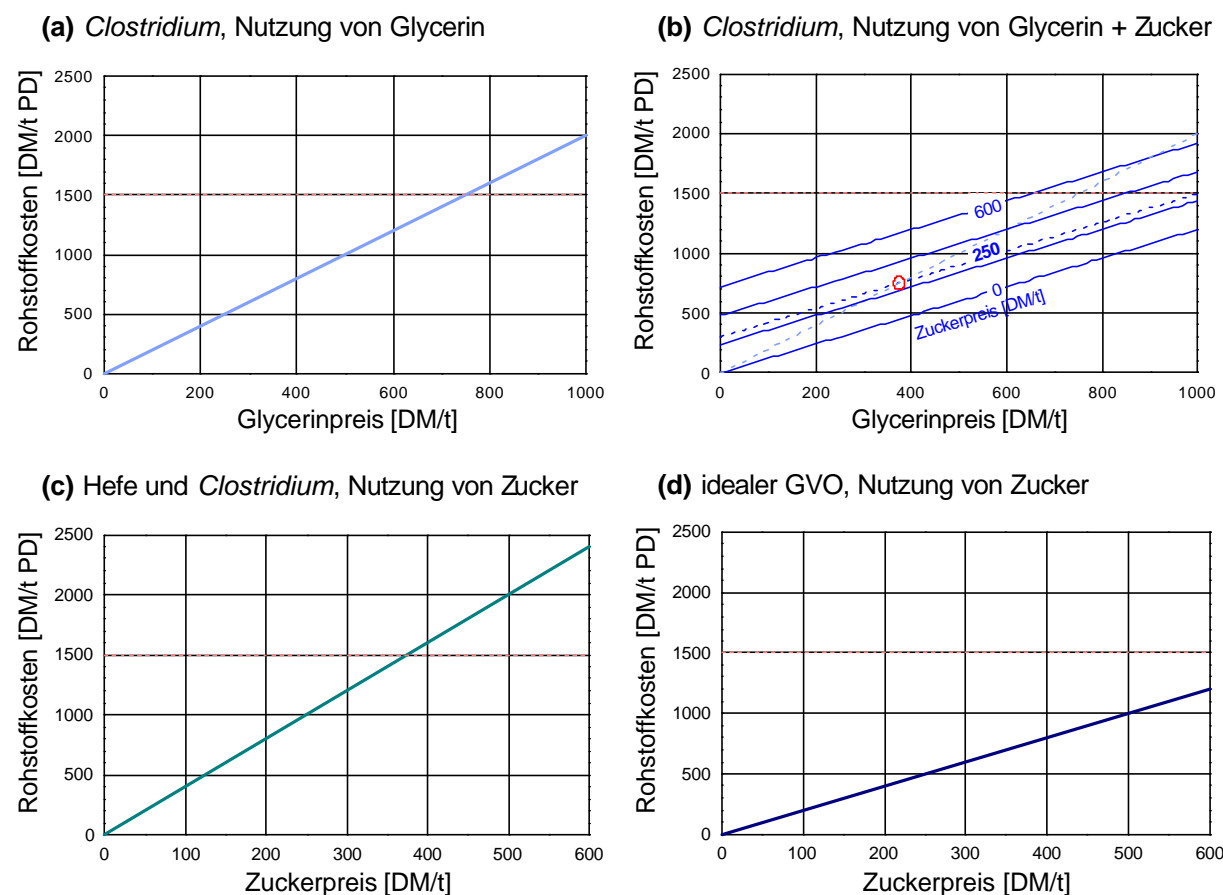 (a) Clostridium, Nutzung von Glycerin
Rohstoffkosten [DM/t PD]
2500
2000
1500
1000
500
0
0 200 400 600 800 1000
Glycerinpreis [DM/t]
(b) Clostridium, Nutzung von Glycerin + Zucker
Rohstoffkosten [DM/t PD]
2500
2000
1500
1000
500
0
600
250
0
Zuckerpreis [DM/t]
0 200 400 600 800 1000
Glycerinpreis [DM/t]
(c) Hefe und Clostridium, Nutzung von Zucker
Rohstoffkosten [DM/t PD]
2500
2000
1500
1000
500
0
0 100 200 300 400 500 600
Zuckerpreis [DM/t]
(d) idealer GVO, Nutzung von Zucker
Rohstoffkosten [DM/t PD]
2500
2000
1500
1000
500
0
0 100 200 300 400 500 600
Zuckerpreis [DM/t]